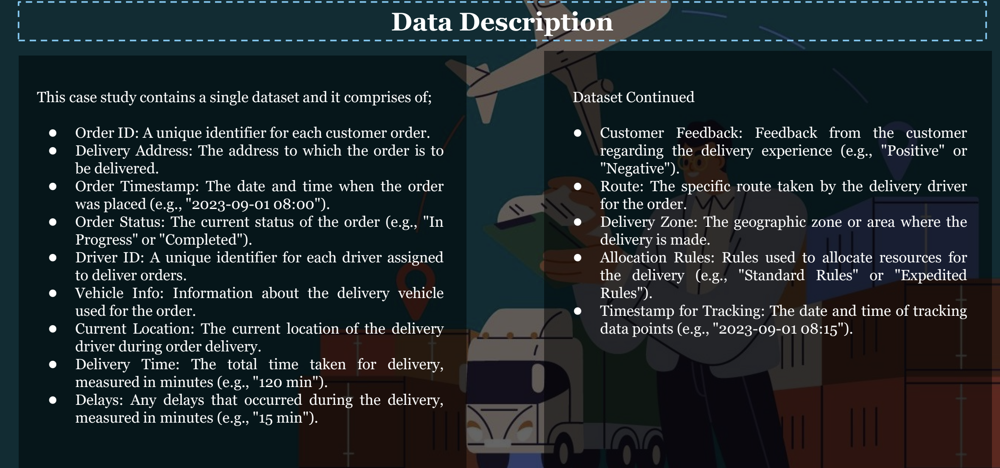 Data Description
This case study contains a single dataset and it comprises of;
● Order ID: A unique identifier for each customer order.
● Delivery Address: The address to which the order is to
be delivered.
● Order Timestamp: The date and time when the order
was placed (e.g., "2023-09-01 08:00").
● Order Status: The current status of the order (e.g., "In
Progress" or "Completed").
● Driver ID: A unique identifier for each driver assigned
to deliver orders.
● Vehicle Info: Information about the delivery vehicle
used for the order.
● Current Location: The current location of the delivery
driver during order delivery.
● Delivery Time: The total time taken for delivery,
measured in minutes (e.g., "120 min").
● Delays: Any delays that occurred during the delivery,
measured in minutes (e.g., "15 min").
Dataset Continued
● Customer Feedback: Feedback from the customer
regarding the delivery experience (e.g., "Positive" or
"Negative").
● Route: The specific route taken by the delivery driver
for the order.
● Delivery Zone: The geographic zone or area where the
delivery is made.
● Allocation Rules: Rules used to allocate resources for
the delivery (e.g., "Standard Rules" or "Expedited
Rules").
● Timestamp for Tracking: The date and time of tracking
data points (e.g., "2023-09-01 08:15").